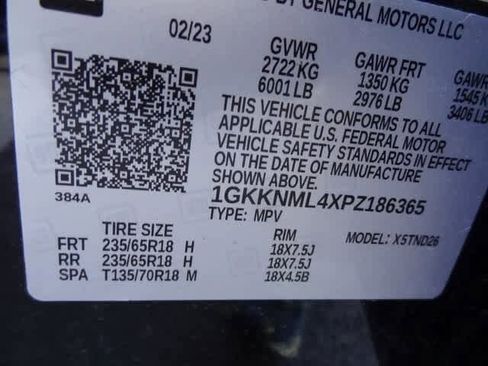 BY GENERAL MOTORS LLC
02/23
GVWR GAWR FRT GAWR
2722 KG 1350 KG 1545
6001 LB 2976 LB 3406 LB
THIS VEHICLE CONFORMS TO ALL
APPLICABLE U.S. FEDERAL MOTOR
VEHICLE SAFETY STANDARDS IN EFFECT
ON THE DATE OF MANUFACTURE
SHOWN ABOVE.
384A
1GKKNML4XPZ186365
TYPE: MPV
TIRE SIZE RIM MODEL: X5TND26
FRT 235/65R18 H 18X7.5J
RR 235/65R18 H 18X7.5J
SPA T135/70R18 M 18X4.5B